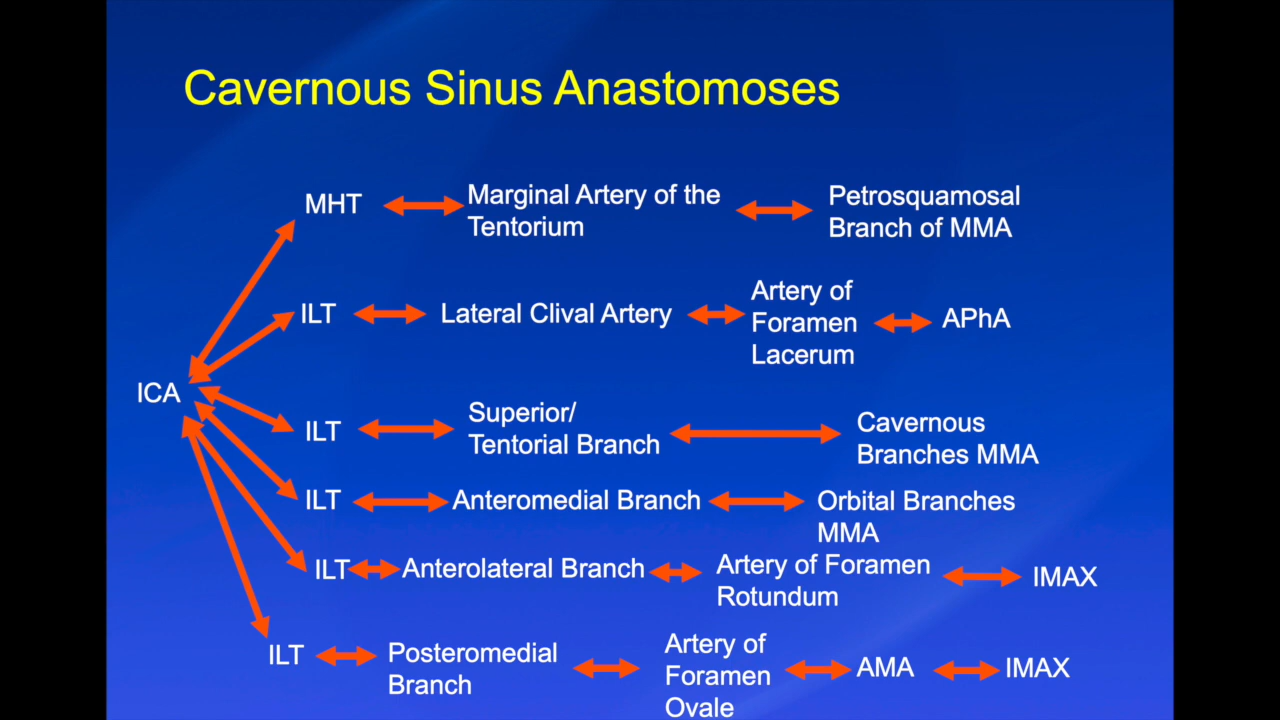 Cavernous Sinus Anastomoses
MHT
Marginal Artery of the
Tentorium
Petrosquamosal
Branch of MMA
ILT
Lateral Clival Artery
Artery of
Foramen
Lacerum
APhA
ICA
ILT
Superior/
Tentorial Branch
Cavernous
Branches MMA
ILT
Anteromedial Branch
Orbital Branches
MMA
ILT
Anterolateral Branch
Artery of Foramen
Rotundum
IMAX
ILT
Posteromedial
Branch
Artery of
Foramen
Ovale
AMA
IMAX